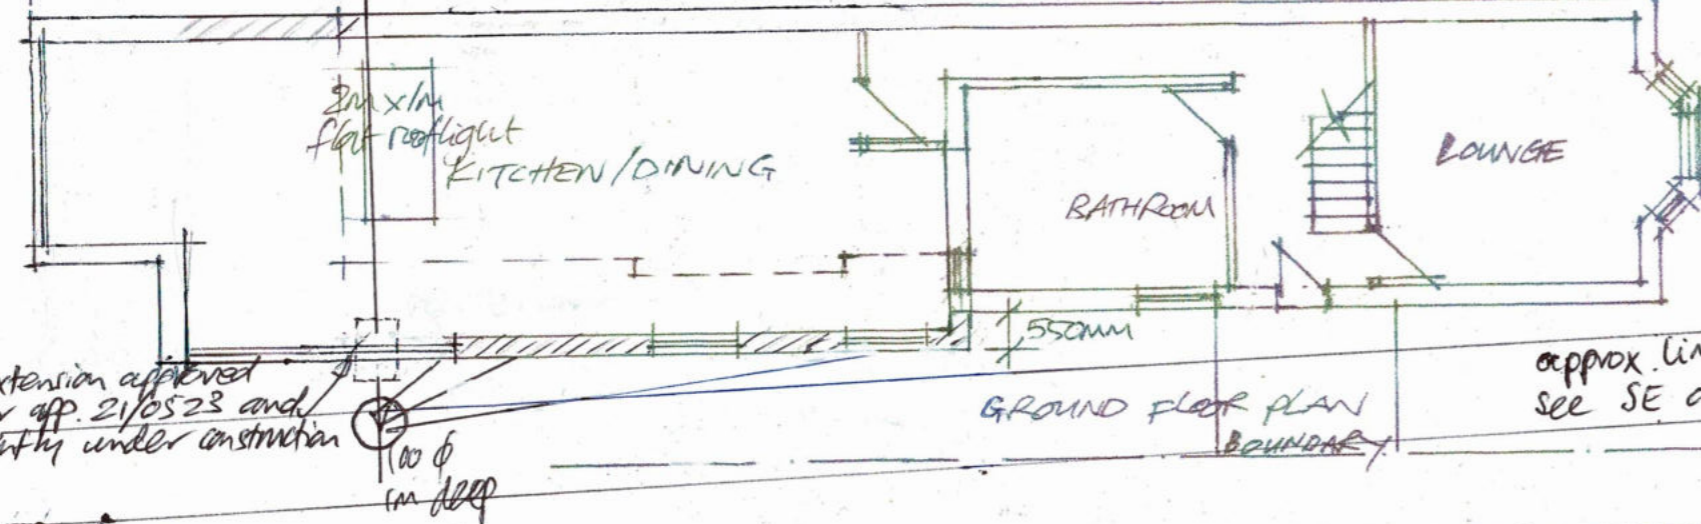 2m x 1m
flat rooflight
KITCHEN/DINING
BATHROOM
LOUNGE
550MM
xtension approved
app. 21/0523 and
ntly under construction
100 ϕ
1m deep
GROUND FLOOR PLAN
BOUNDARY
approx. lin
see SE